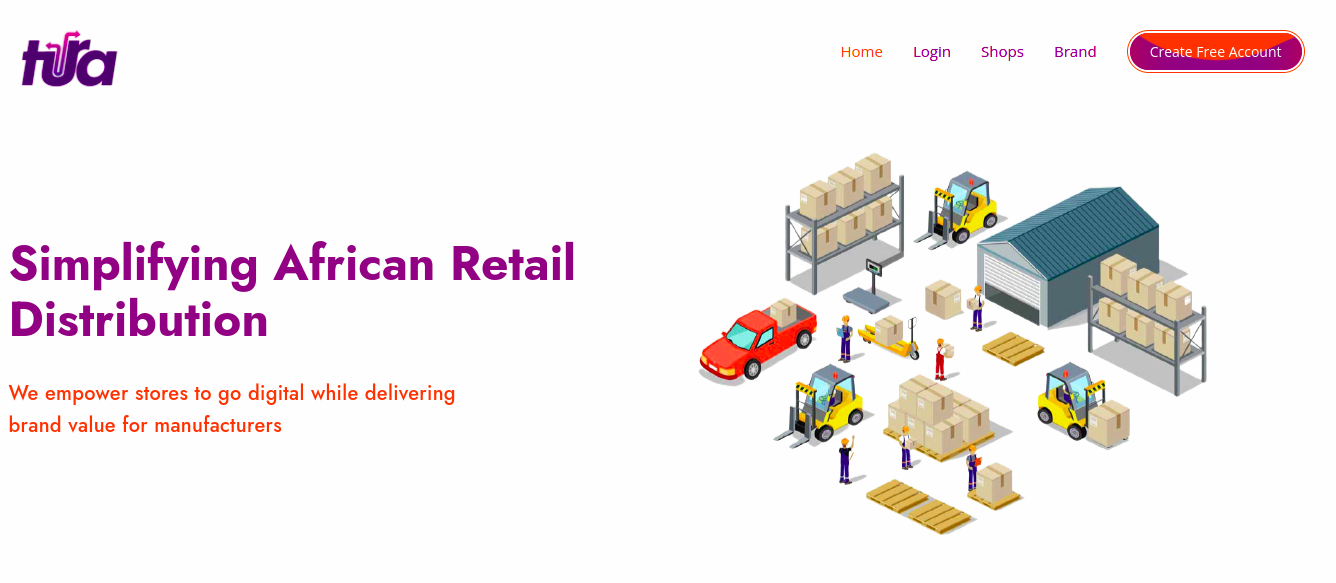 tura
Home
Login
Shops
Brand
Create Free Account
Simplifying African Retail
Distribution
We empower stores to go digital while delivering
brand value for manufacturers